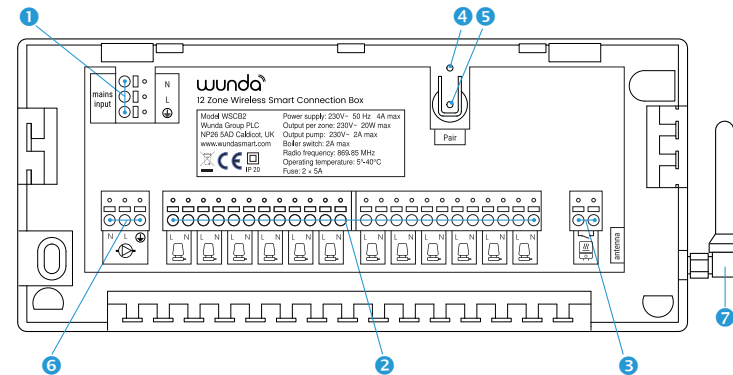 1
4 5
mains input
N
L
wunda
12 Zone Wireless Smart Connection Box
Model WSCB2
Wunda Group PLC
NP26 5AD Caldicot, UK
www.wundasmart.com
IP 20
Power supply: 230V~ 50 Hz 4A max
Output per zone: 230V~ 20W max
Output pump: 230V~ 2A max
Boiler switch: 2A max
Radio frequency: 869.85 MHz
Operating temperature: 5°-40°C
Fuse: 2 × 5A
Pair
N L
L N L N L N L N L N L N L N L N L N L N L N L N
antenna
7
6 2 3